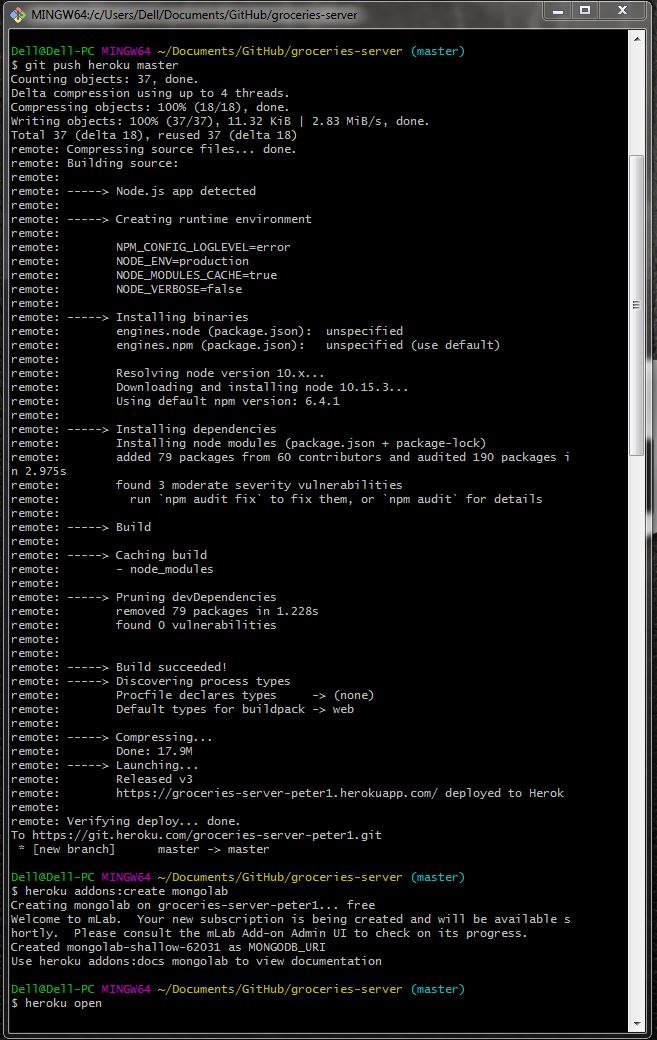 MINGW64:/c/Users/Dell/Documents/GitHub/groceries-server
Dell@Dell-PC MINGW64 ~/Documents/GitHub/groceries-server (master)
$ git push heroku master
Counting objects: 37, done.
Delta compression using up to 4 threads.
Compressing objects: 100% (18/18), done.
Writing objects: 100% (37/37), 11.32 KiB | 2.83 MiB/s, done.
Total 37 (delta 18), reused 37 (delta 18)
remote: Compressing source files... done.
remote: Building source:
remote:
remote: -----> Node.js app detected
remote:
remote: -----> Creating runtime environment
remote:
remote:        NPM_CONFIG_LOGLEVEL=error
remote:        NODE_ENV=production
remote:        NODE_MODULES_CACHE=true
remote:        NODE_VERBOSE=false
remote:
remote: -----> Installing binaries
remote:        engines.node (package.json):  unspecified
remote:        engines.npm (package.json):   unspecified (use default)
remote:
remote:        Resolving node version 10.x...
remote:        Downloading and installing node 10.15.3...
remote:        Using default npm version: 6.4.1
remote:
remote: -----> Installing dependencies
remote:        Installing node modules (package.json + package-lock)
remote:        added 79 packages from 60 contributors and audited 190 packages i
n 2.975s
remote:        found 3 moderate severity vulnerabilities
remote:          run `npm audit fix` to fix them, or `npm audit` for details
remote:
remote: -----> Build
remote:
remote: -----> Caching build
remote:        - node_modules
remote:
remote: -----> Pruning devDependencies
remote:        removed 79 packages in 1.228s
remote:        found 0 vulnerabilities
remote:
remote:
remote: -----> Build succeeded!
remote: -----> Discovering process types
remote:        Procfile declares types     -> (none)
remote:        Default types for buildpack -> web
remote:
remote: -----> Compressing...
remote:        Done: 17.9M
remote: -----> Launching...
remote:        Released v3
remote:        https://groceries-server-peter1.herokuapp.com/ deployed to Herok
remote:
remote: Verifying deploy... done.
To https://git.heroku.com/groceries-server-peter1.git
 * [new branch]      master -> master
Dell@Dell-PC MINGW64 ~/Documents/GitHub/groceries-server (master)
$ heroku addons:create mongolab
Creating mongolab on groceries-server-peter1... free
Welcome to mLab.  Your new subscription is being created and will be available s
hortly.  Please consult the mLab Add-on Admin UI to check on its progress.
Created mongolab-shallow-62031 as MONGODB_URI
Use heroku addons:docs mongolab to view documentation
Dell@Dell-PC MINGW64 ~/Documents/GitHub/groceries-server (master)
$ heroku open